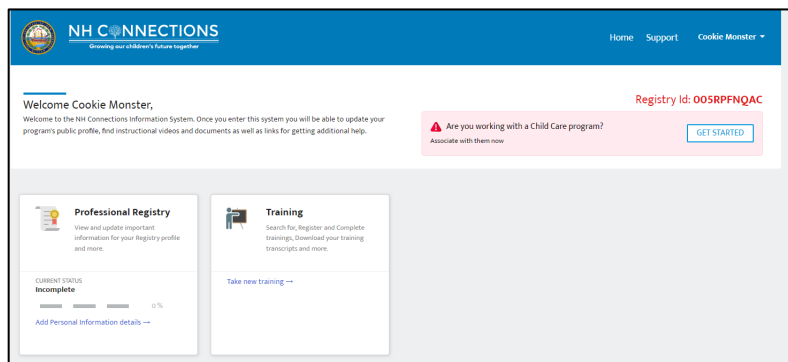 NH CONNECTIONS
Growing our children's future together
Home Support Cookie Monster
Welcome Cookie Monster,
Welcome to the NH Connections Information System. Once you enter this system you will be able to update your
program's public profile, find instructional videos and documents as well as links for getting additional help.
Registry Id: 005RPFNQAC
Are you working with a Child Care program?
Associate with them now
GET STARTED
Professional Registry
View and update important
information for your Registry profile
and more.
CURRENT STATUS
Incomplete
0%
Add Personal Information details →
Training
Search for, Register and Complete
trainings, Download your training
transcripts and more.
Take new training →